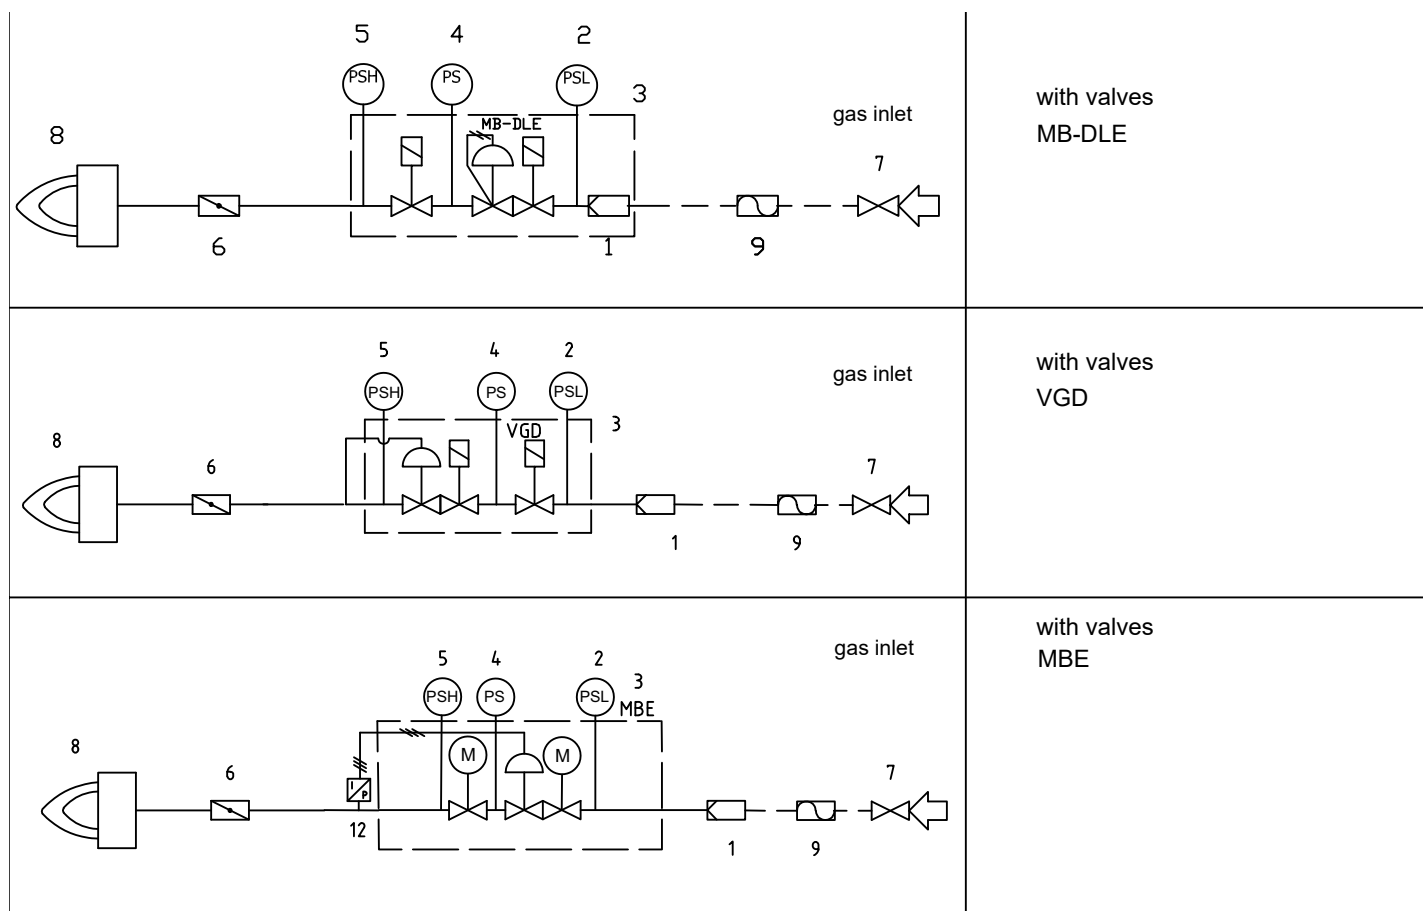 5 4 2
PSH PS PSL
3
MB-DLE
gas inlet
8
7
6
1 9
with valves
MB-DLE
5 4 2
PSH PS PSL
gas inlet
VGD
3
8
6
7
1 9
with valves
VGD
gas inlet
5 4 2
3
PSH PS PSL
MBE
8
M M
6
7
I
P
12
1 9
with valves
MBE